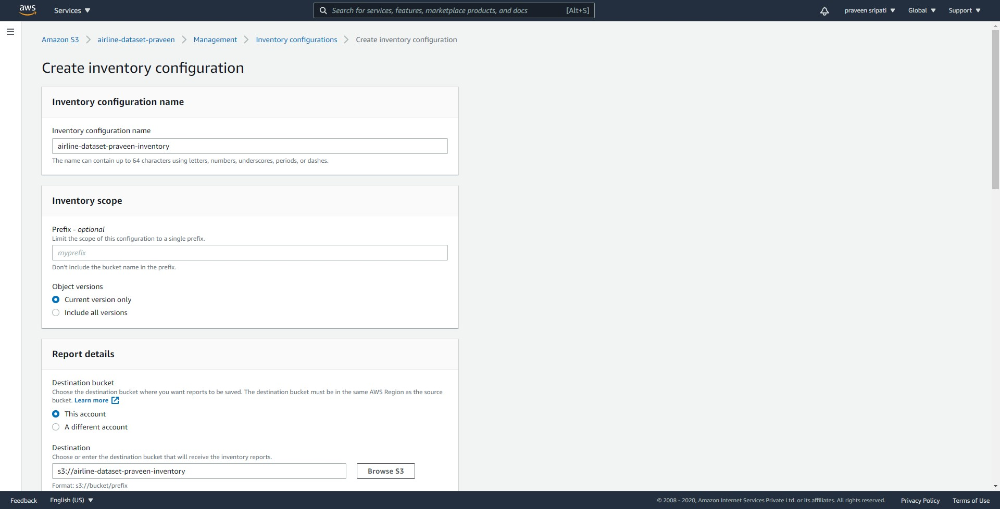 aws Services Search for services, features, marketplace products, and docs [Alt+S] praveen sripati Global Support
Amazon S3 airline-dataset-praveen Management Inventory configurations Create inventory configuration
Create inventory configuration
Inventory configuration name
Inventory configuration name
airline-dataset-praveen-inventory
The name can contain up to 64 characters using letters, numbers, underscores, periods, or dashes.
Inventory scope
Prefix - optional
Limit the scope of this configuration to a single prefix.
myprefix
Don't include the bucket name in the prefix.
Object versions
Current version only
Include all versions
Report details
Destination bucket
Choose the destination bucket where you want reports to be saved. The destination bucket must be in the same AWS Region as the source
bucket. Learn more
This account
A different account
Destination
Choose or enter the destination bucket that will receive the inventory reports.
s3://airline-dataset-praveen-inventory Browse S3
Format: s3://bucket/prefix
Feedback English (US) © 2008 - 2020, Amazon Internet Services Private Ltd. or its affiliates. All rights reserved. Privacy Policy Terms of Use